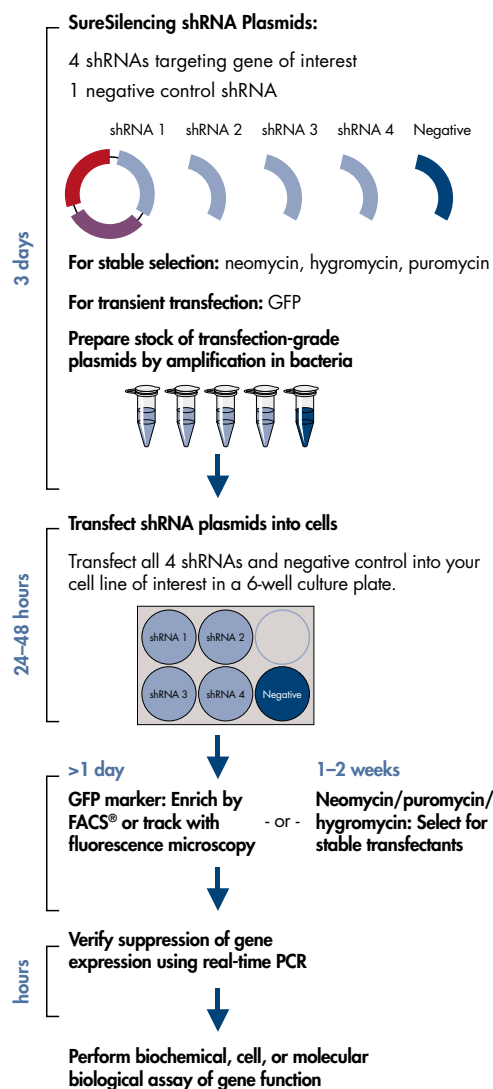 SureSilencing shRNA Plasmids:
4 shRNAs targeting gene of interest
1 negative control shRNA
shRNA 1 shRNA 2 shRNA 3 shRNA 4 Negative
3 days
For stable selection: neomycin, hygromycin, puromycin
For transient transfection: GFP
Prepare stock of transfection-grade
plasmids by amplification in bacteria
Transfect shRNA plasmids into cells
24–48 hours
Transfect all 4 shRNAs and negative control into your
cell line of interest in a 6-well culture plate.
shRNA 1 shRNA 2
shRNA 3 shRNA 4 Negative
>1 day
GFP marker: Enrich by
FACS® or track with
fluorescence microscopy
- or -
1–2 weeks
Neomycin/puromycin/
hygromycin: Select for
stable transfectants
hours
Verify suppression of gene
expression using real-time PCR
Perform biochemical, cell, or molecular
biological assay of gene function